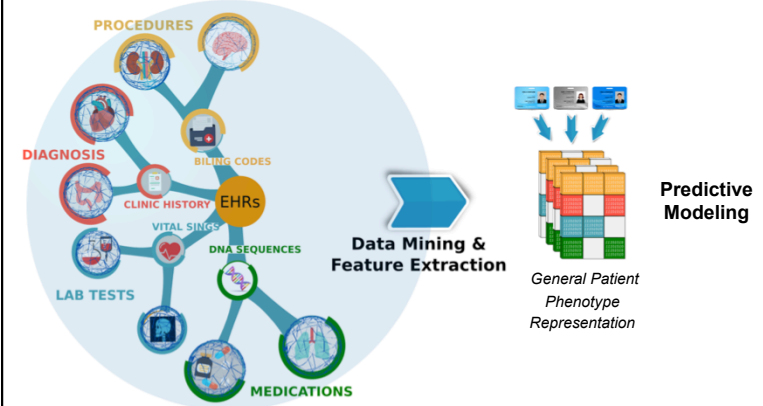 PROCEDURES
BILING CODES
DIAGNOSIS
CLINIC HISTORY
EHRs
VITAL SINGS
DNA SEQUENCES
LAB TESTS
MEDICATIONS
Data Mining &
Feature Extraction
General Patient
Phenotype
Representation
Predictive
Modeling